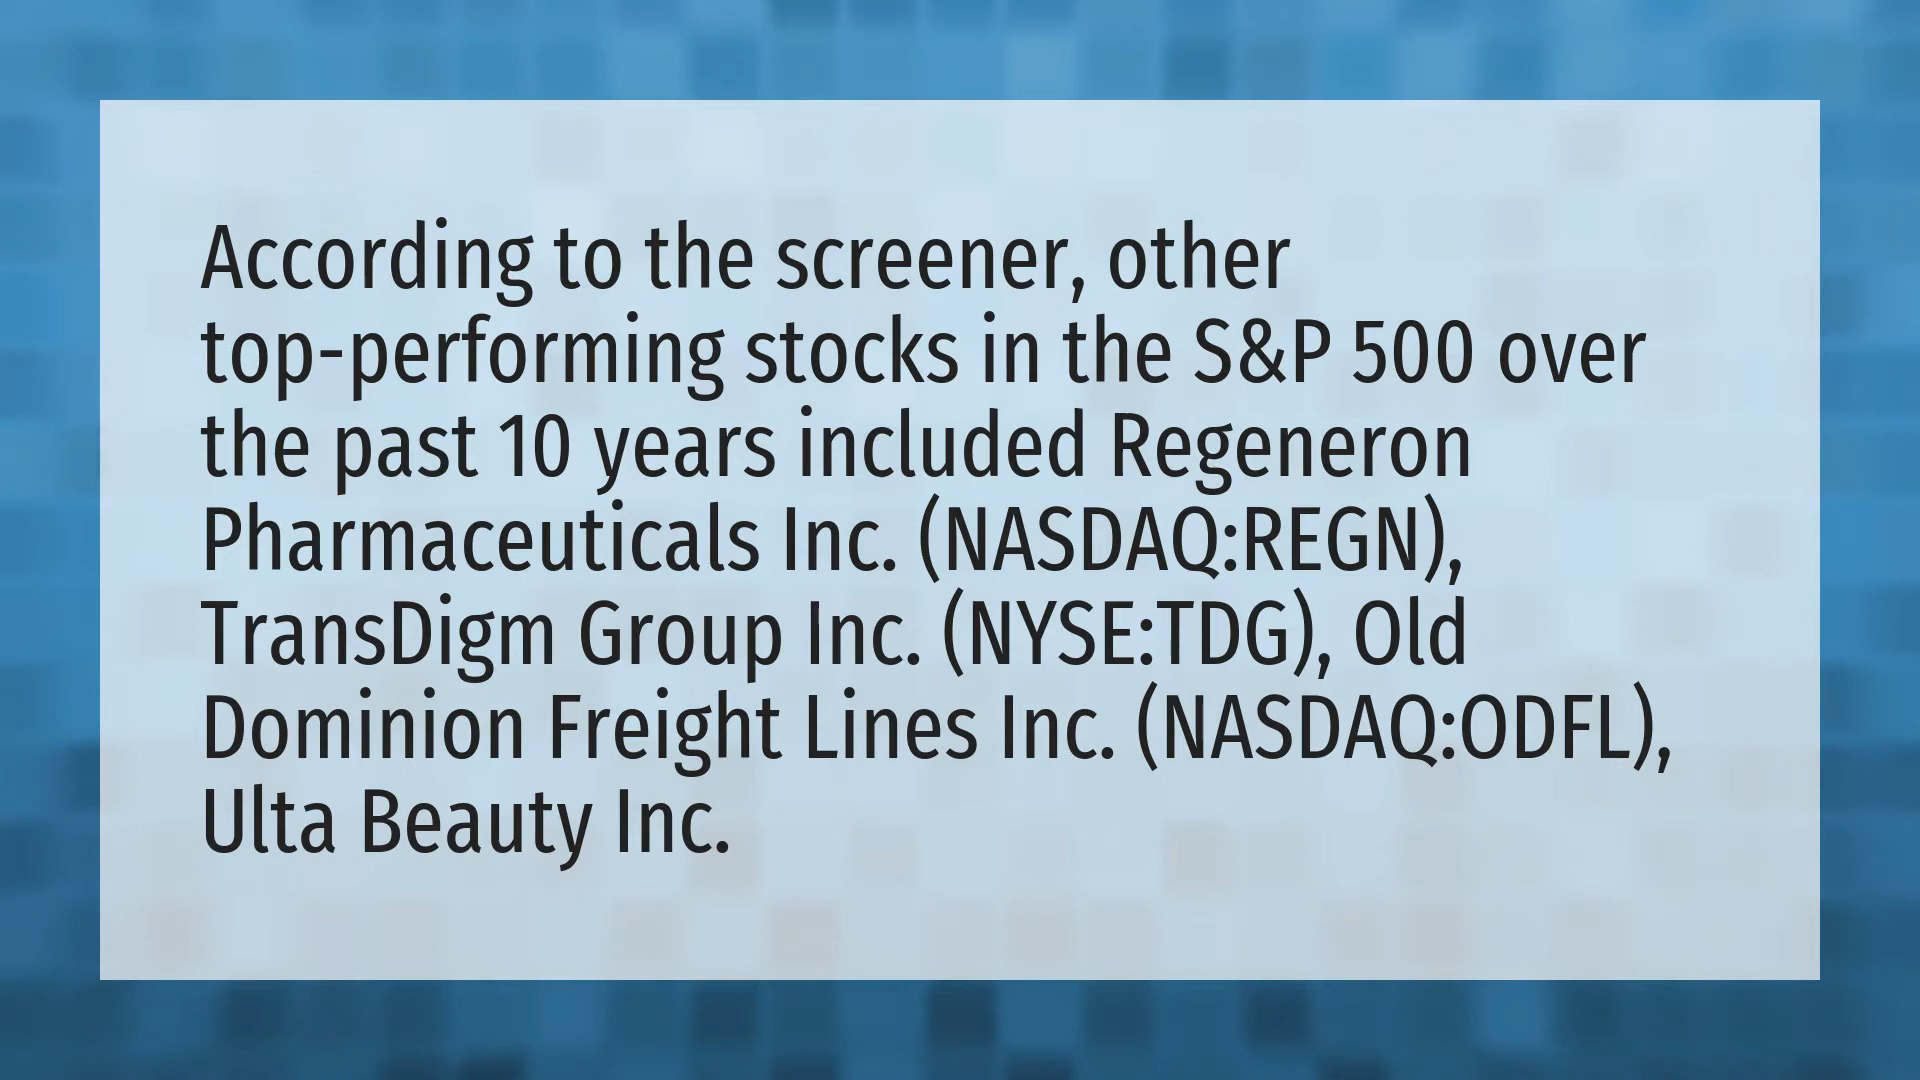 According to the screener, other
top-performing stocks in the S&P 500 over
the past 10 years included Regeneron
Pharmaceuticals Inc. (NASDAQ:REGN),
TransDigm Group Inc. (NYSE:TDG), Old
Dominion Freight Lines Inc. (NASDAQ:ODFL),
Ulta Beauty Inc.